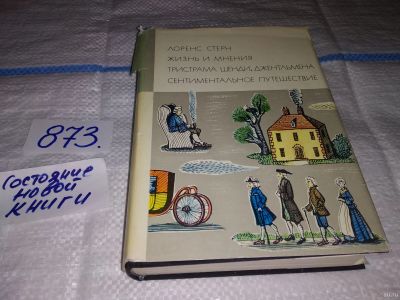 ЛОРЕНС СТЕРН
ЖИЗНЬ И МНЕНИЯ
ТРИСТРАМА ШЕНДИ, ДЖЕНТЛЬМЕНА
СЕНТИМЕНТАЛЬНОЕ ПУТЕШЕСТВИЕ
873.
Состояние
новой
книги